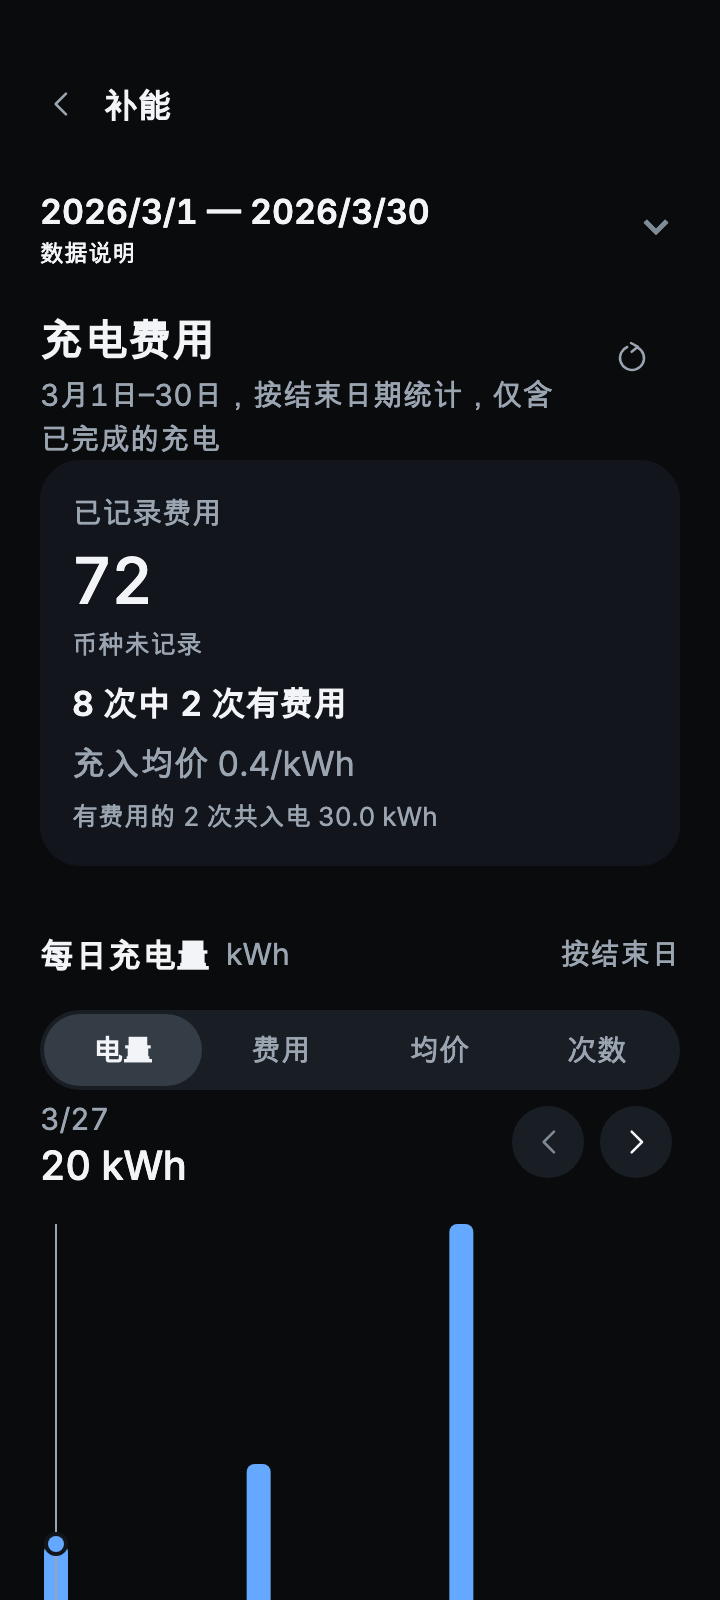 补能
2026/3/1 — 2026/3/30
数据说明
充电费用
3月1日–30日，按结束日期统计，仅含
已完成的充电
已记录费用
72
币种未记录
8 次中 2 次有费用
充入均价 0.4/kWh
有费用的 2 次共入电 30.0 kWh
每日充电量 kWh
按结束日
电量
费用
均价
次数
3/27
20 kWh